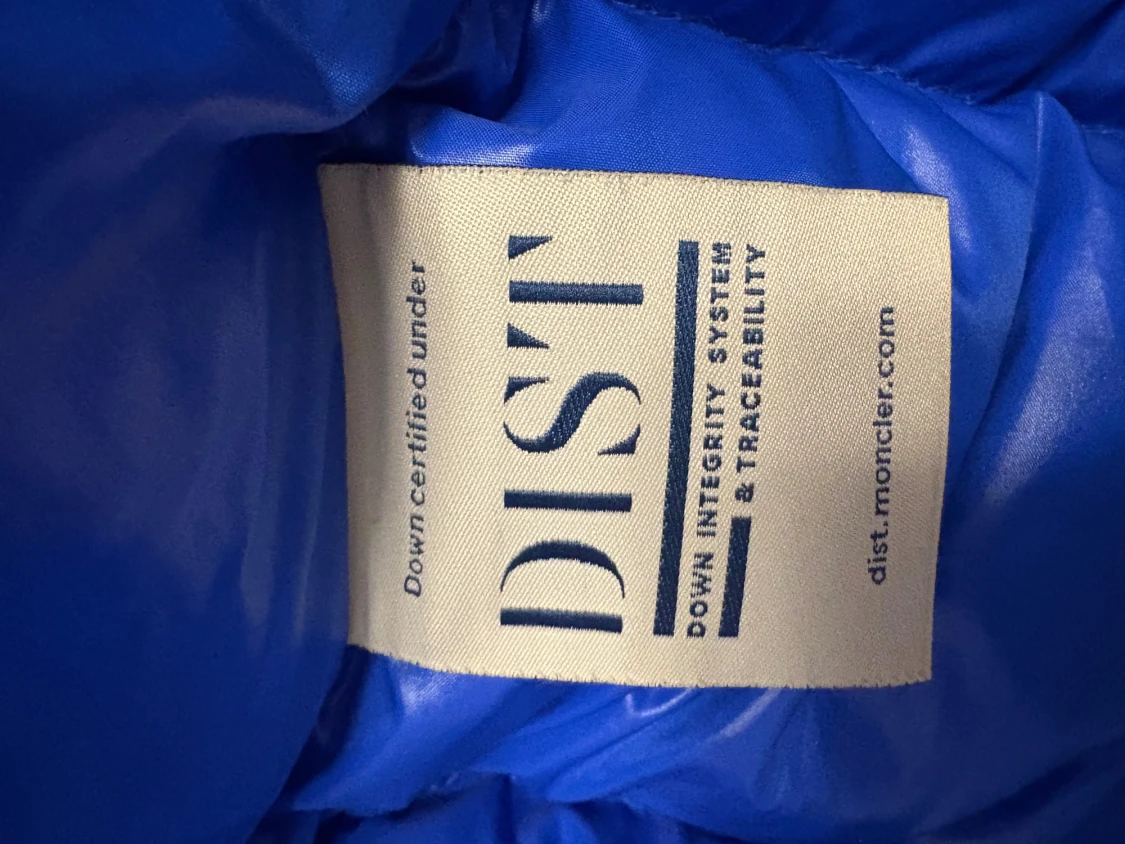 Down certified under
DIST
DOWN INTEGRITY SYSTEM
& TRACEABILITY
dist.moncler.com